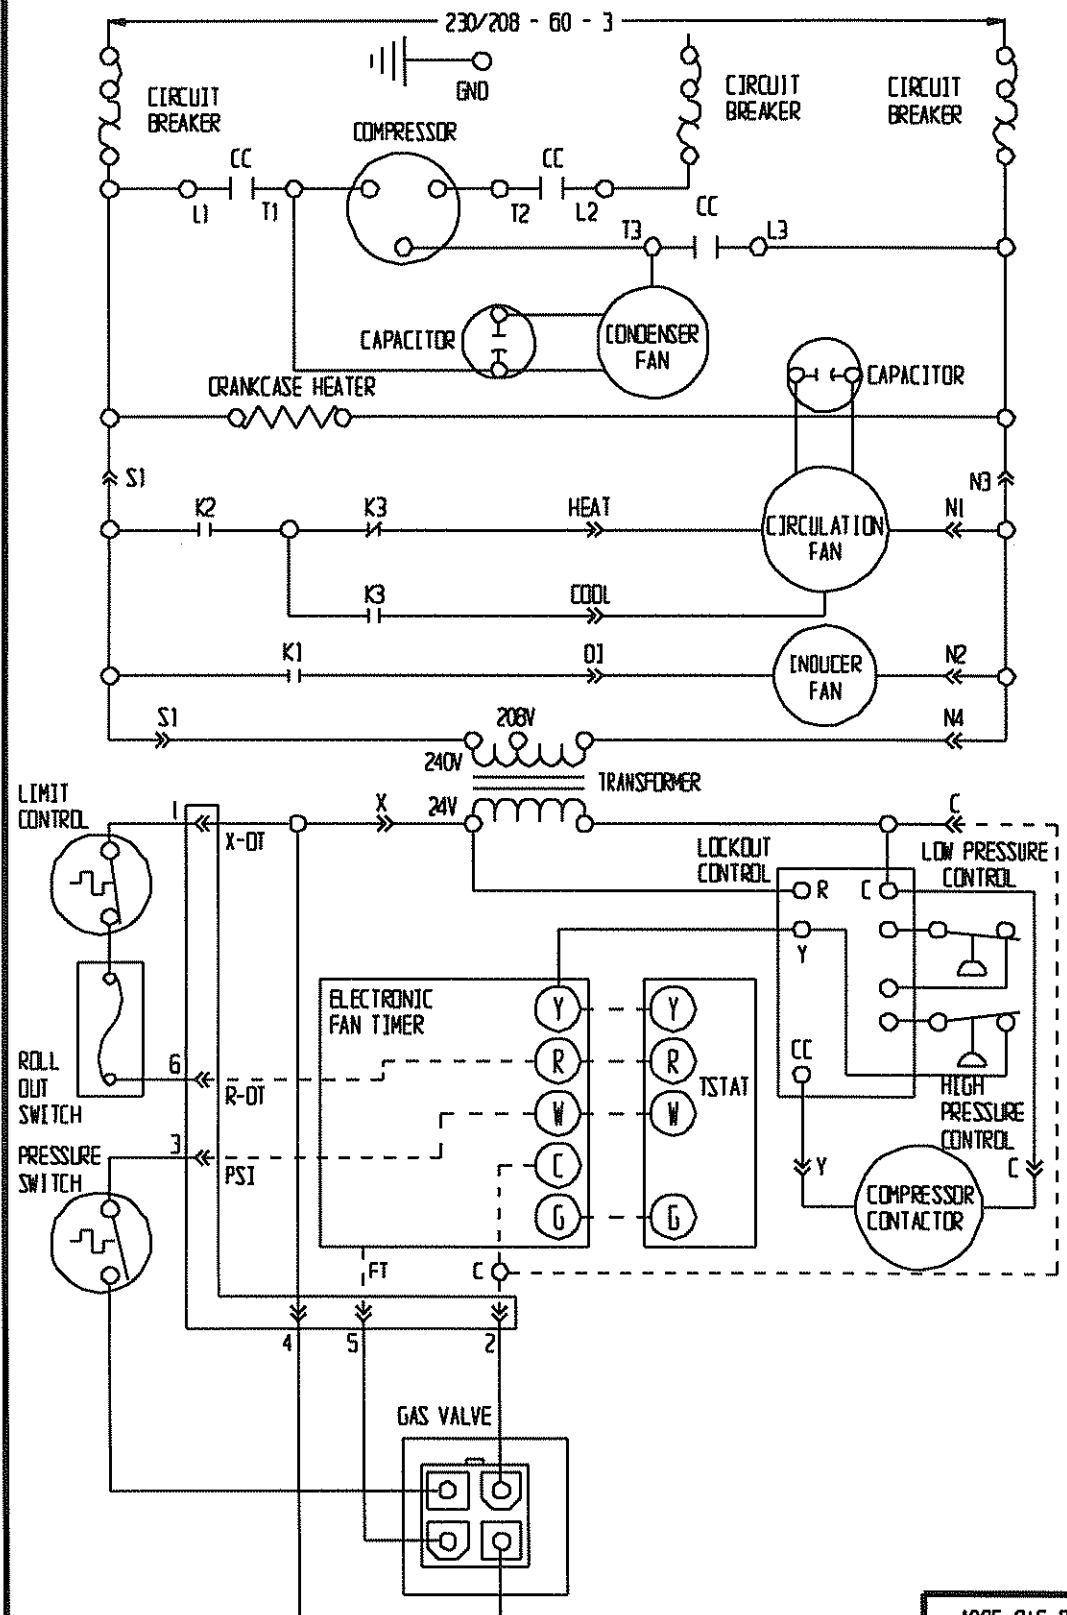 230/208 - 60 - 3
GND
CIRCUIT
BREAKER
CIRCUIT
BREAKER
CIRCUIT
BREAKER
COMPRESSOR
CC
CC
CC
L1
T1
T2
L2
T3
L3
CAPACITOR
CONDENSER
FAN
CRANKCASE HEATER
CAPACITOR
S1
N3
K2
K3
HEAT
CIRCULATION
FAN
N1
K3
COOL
K1
OI
INDUCER
FAN
N2
S1
208V
N4
240V
TRANSFORMER
LIMIT
CONTROL
1
X-OT
X
24V
C
LOCKOUT
CONTROL
LOW PRESSURE
CONTROL
R
C
Y
ELECTRONIC
FAN TIMER
Y
Y
R
R
TSTAT
W
W
C
G
G
CC
ROLL
OUT
SWITCH
6
R-OT
HIGH
PRESSURE
CONTROL
3
PRESSURE
SWITCH
PSI
Y
C
COMPRESSOR
CONTACTOR
FT
C
4
5
2
GAS VALVE